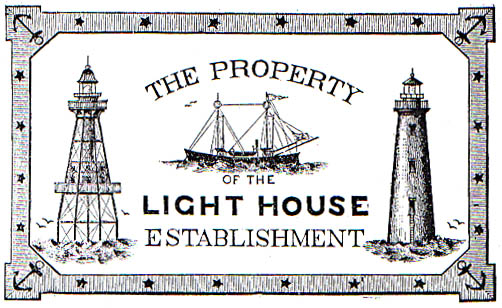 THE PROPERTY
OF THE
LIGHT HOUSE
ESTABLISHMENT.